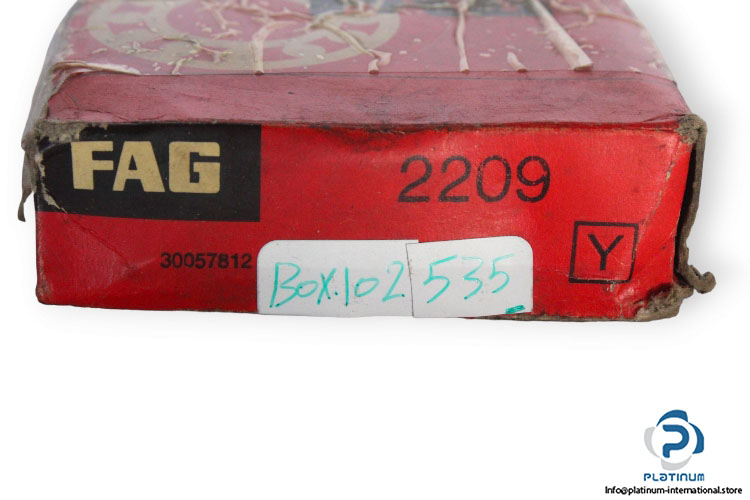 FAG
2209
30057812
Y
BOX.102
535
PLATINUM
Info@platinum-international.store